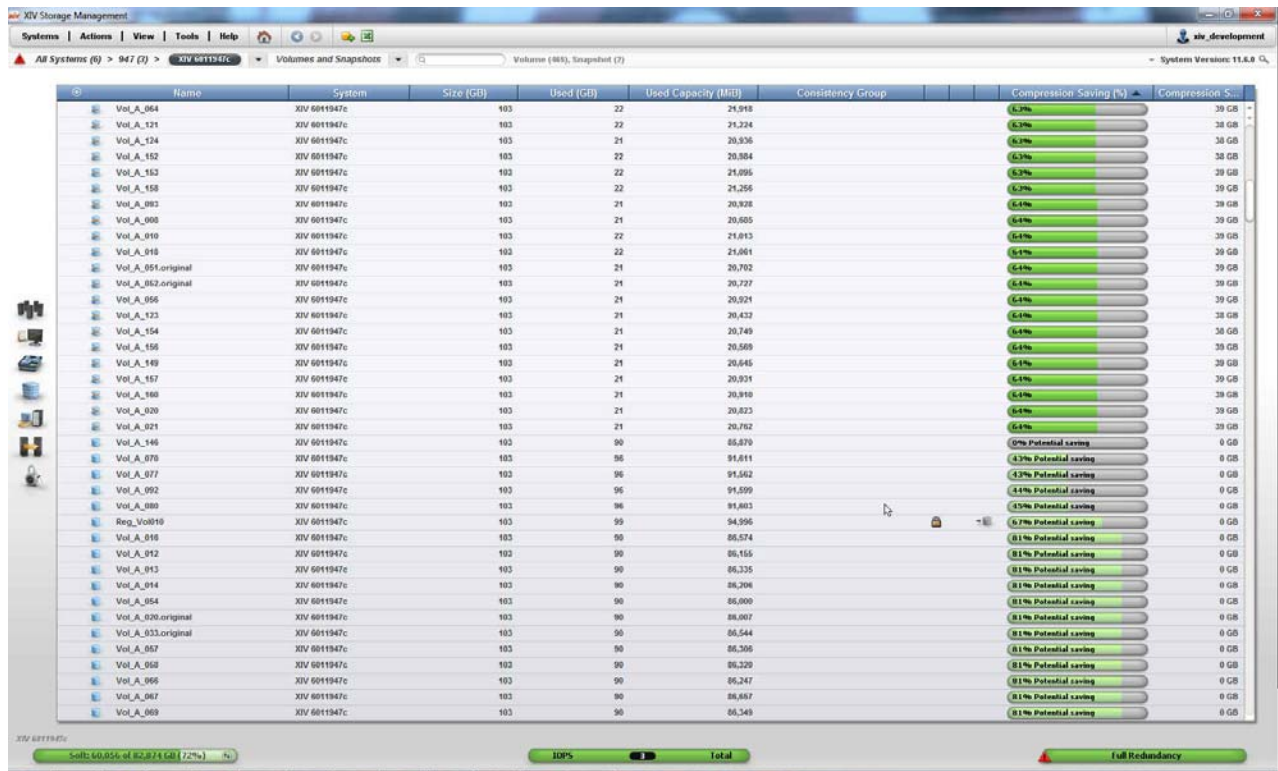 XIV Storage Management
Systems | Actions | View | Tools | Help xiv_development
All Systems (6) > 947 (3) > XIV 6011947c Volumes and Snapshots Volume (465), Snapshot (2) System Version: 11.6.0
Name System Size (GB) Used (GB) Used Capacity (MiB) Consistency Group Compression Saving (%) Compression S...
Vol_A_064 XIV 6011947c 103 22 21,918 63% 39 GB
Vol_A_121 XIV 6011947c 103 22 21,224 63% 38 GB
Vol_A_124 XIV 6011947c 103 21 20,936 63% 38 GB
Vol_A_152 XIV 6011947c 103 22 20,984 63% 38 GB
Vol_A_153 XIV 6011947c 103 22 21,095 63% 39 GB
Vol_A_158 XIV 6011947c 103 22 21,256 63% 39 GB
Vol_A_093 XIV 6011947c 103 21 20,928 64% 39 GB
Vol_A_008 XIV 6011947c 103 21 20,685 64% 39 GB
Vol_A_010 XIV 6011947c 103 22 21,013 64% 39 GB
Vol_A_018 XIV 6011947c 103 22 21,061 64% 39 GB
Vol_A_051.original XIV 6011947c 103 21 20,702 64% 39 GB
Vol_A_052.original XIV 6011947c 103 21 20,727 64% 39 GB
Vol_A_056 XIV 6011947c 103 21 20,921 64% 39 GB
Vol_A_123 XIV 6011947c 103 21 20,432 64% 38 GB
Vol_A_154 XIV 6011947c 103 21 20,749 64% 38 GB
Vol_A_156 XIV 6011947c 103 21 20,569 64% 39 GB
Vol_A_149 XIV 6011947c 103 21 20,645 64% 39 GB
Vol_A_157 XIV 6011947c 103 21 20,931 64% 39 GB
Vol_A_160 XIV 6011947c 103 21 20,910 64% 39 GB
Vol_A_020 XIV 6011947c 103 21 20,823 64% 39 GB
Vol_A_021 XIV 6011947c 103 21 20,762 64% 39 GB
Vol_A_146 XIV 6011947c 103 90 85,870 0% Potential saving 0 GB
Vol_A_078 XIV 6011947c 103 96 91,611 43% Potential saving 0 GB
Vol_A_077 XIV 6011947c 103 96 91,562 43% Potential saving 0 GB
Vol_A_092 XIV 6011947c 103 96 91,599 44% Potential saving 0 GB
Vol_A_080 XIV 6011947c 103 96 91,603 45% Potential saving 0 GB
Reg_Vol010 XIV 6011947c 103 99 94,996 67% Potential saving 0 GB
Vol_A_016 XIV 6011947c 103 90 86,574 81% Potential saving 0 GB
Vol_A_012 XIV 6011947c 103 90 86,155 81% Potential saving 0 GB
Vol_A_013 XIV 6011947c 103 90 86,335 81% Potential saving 0 GB
Vol_A_014 XIV 6011947c 103 90 86,206 81% Potential saving 0 GB
Vol_A_054 XIV 6011947c 103 90 86,000 81% Potential saving 0 GB
Vol_A_020.original XIV 6011947c 103 90 86,007 81% Potential saving 0 GB
Vol_A_033.original XIV 6011947c 103 90 86,544 81% Potential saving 0 GB
Vol_A_057 XIV 6011947c 103 90 86,306 81% Potential saving 0 GB
Vol_A_058 XIV 6011947c 103 90 86,320 81% Potential saving 0 GB
Vol_A_066 XIV 6011947c 103 90 86,247 81% Potential saving 0 GB
Vol_A_067 XIV 6011947c 103 90 86,657 81% Potential saving 0 GB
Vol_A_069 XIV 6011947c 103 90 86,349 81% Potential saving 0 GB
XIV 6011947c
Soft: 60,056 of 82,874 GB (72%) IOPS 3 Total Full Redundancy